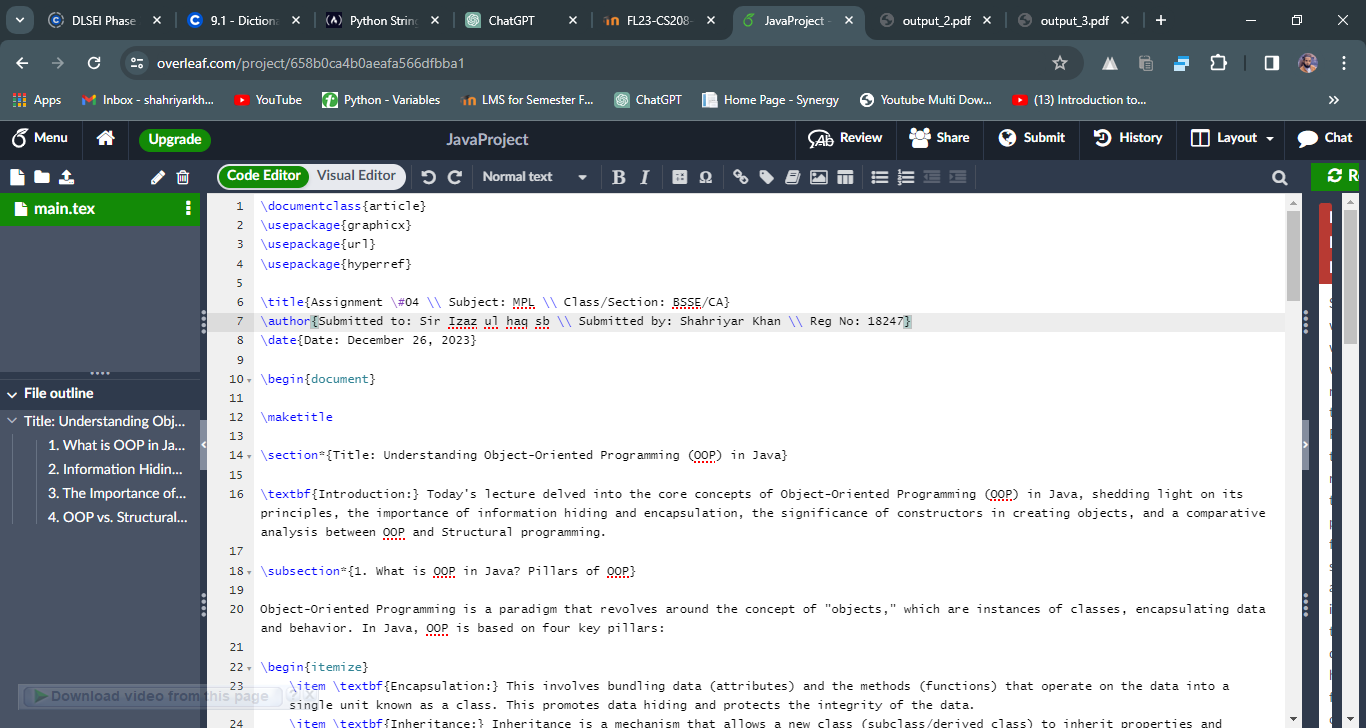 DLSEI Phase
9.1 - Dictiona
Python String
ChatGPT
FL23-CS208-
JavaProject -
output_2.pdf
output_3.pdf
overleaf.com/project/658b0ca4b0aeafa566dfbba1
Apps
Inbox - shahriyarkh...
YouTube
Python - Variables
LMS for Semester F...
ChatGPT
Home Page - Synergy
Youtube Multi Dow...
(13) Introduction to...
Menu
Upgrade
JavaProject
Review
Share
Submit
History
Layout
Chat
Code Editor
Visual Editor
Normal text
B I
Ω
R
main.tex
File outline
Title: Understanding Obj...
1. What is OOP in Ja...
2. Information Hidin...
3. The Importance of...
4. OOP vs. Structural...
1 \documentclass{article}
2 \usepackage{graphicx}
3 \usepackage{url}
4 \usepackage{hyperref}
5
6 \title{Assignment \#04 \\ Subject: MPL \\ Class/Section: BSSE/CA}
7 \author{Submitted to: Sir Izaz ul haq sb \\ Submitted by: Shahriyar Khan \\ Reg No: 18247}
8 \date{Date: December 26, 2023}
9
10 \begin{document}
11
12 \maketitle
13
14 \section*{Title: Understanding Object-Oriented Programming (OOP) in Java}
15
16 \textbf{Introduction:} Today's lecture delved into the core concepts of Object-Oriented Programming (OOP) in Java, shedding light on its
principles, the importance of information hiding and encapsulation, the significance of constructors in creating objects, and a comparative
analysis between OOP and Structural programming.
17
18 \subsection*{1. What is OOP in Java? Pillars of OOP}
19
20 Object-Oriented Programming is a paradigm that revolves around the concept of "objects," which are instances of classes, encapsulating data
and behavior. In Java, OOP is based on four key pillars:
21
22 \begin{itemize}
23 \item \textbf{Encapsulation:} This involves bundling data (attributes) and the methods (functions) that operate on the data into a
single unit known as a class. This promotes data hiding and protects the integrity of the data.
24 \item \textbf{Inheritance:} Inheritance is a mechanism that allows a new class (subclass/derived class) to inherit properties and
Download video from this page